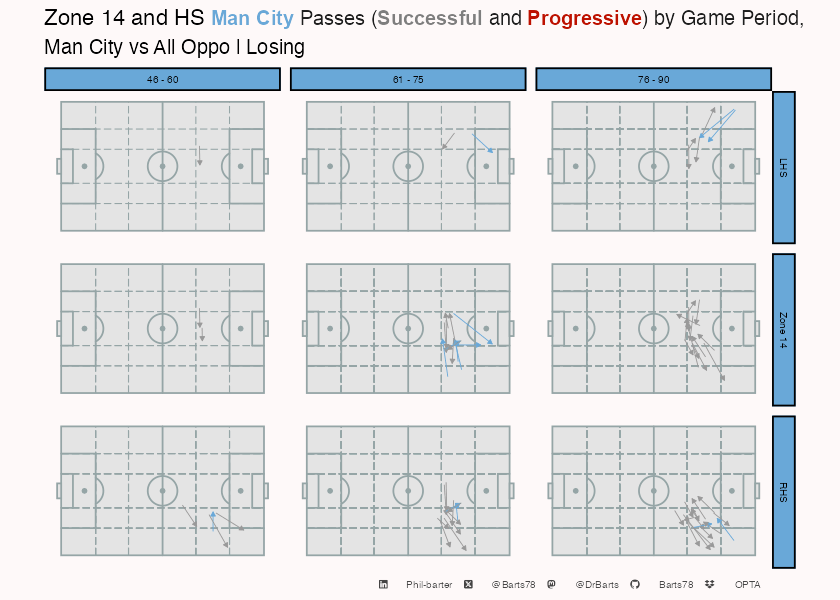 Zone 14 and HS Man City Passes (Successful and Progressive) by Game Period,
Man City vs All Oppo | Losing
46 - 60 61 - 75 76 - 90
LHS
Zone 14
RHS
Phil-barter @Barts78 @DrBarts Barts78 OPTA